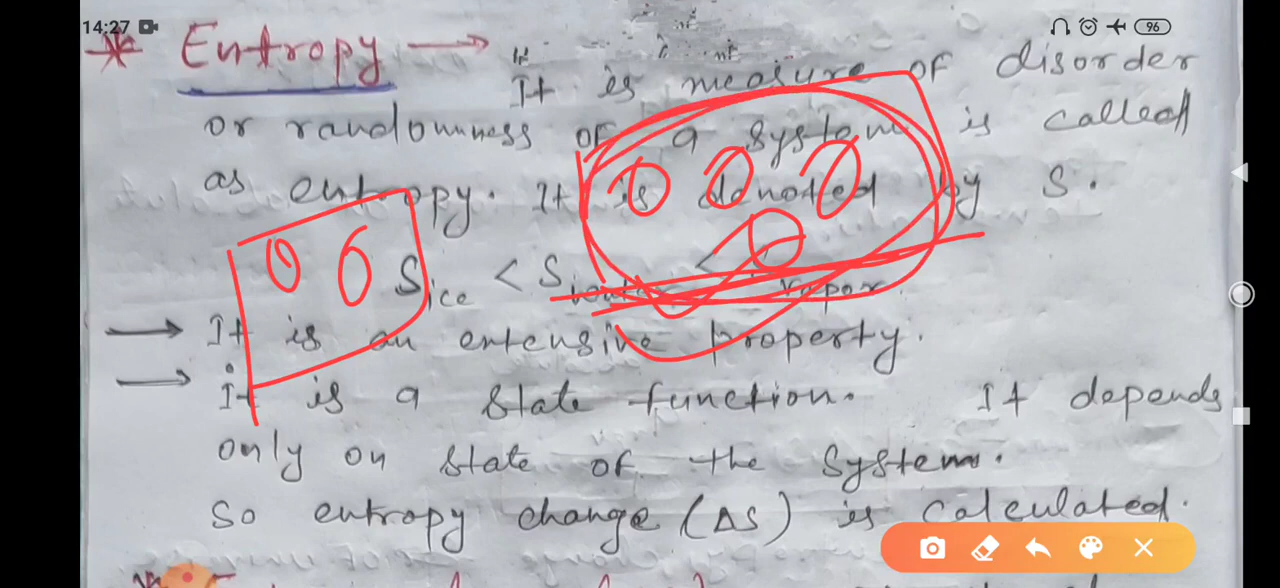 14:27
96
* Entropy → It is measure of disorder
or randomness of a system is called
as entropy. It is denoted by S.
S ice < S water < vapor.
→ It is an extensive property.
→ It is a state function. It depends
only on state of the system.
So entropy change (ΔS) is calculated.